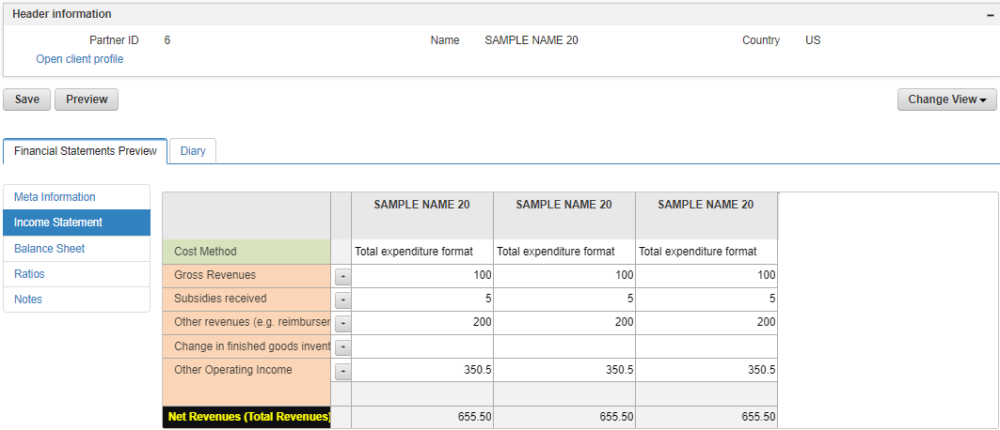 Header information
Partner ID 6 Name SAMPLE NAME 20 Country US
Open client profile
Save Preview Change View
Financial Statements Preview Diary
Meta Information
Income Statement
Balance Sheet
Ratios
Notes
SAMPLE NAME 20 SAMPLE NAME 20 SAMPLE NAME 20
Cost Method Total expenditure format Total expenditure format Total expenditure format
Gross Revenues + 100 100 100
Subsidies received + 5 5 5
Other revenues (e.g. reimburser + 200 200 200
Change in finished goods invent +
Other Operating Income + 350.5 350.5 350.5
Net Revenues (Total Revenues) 655.50 655.50 655.50